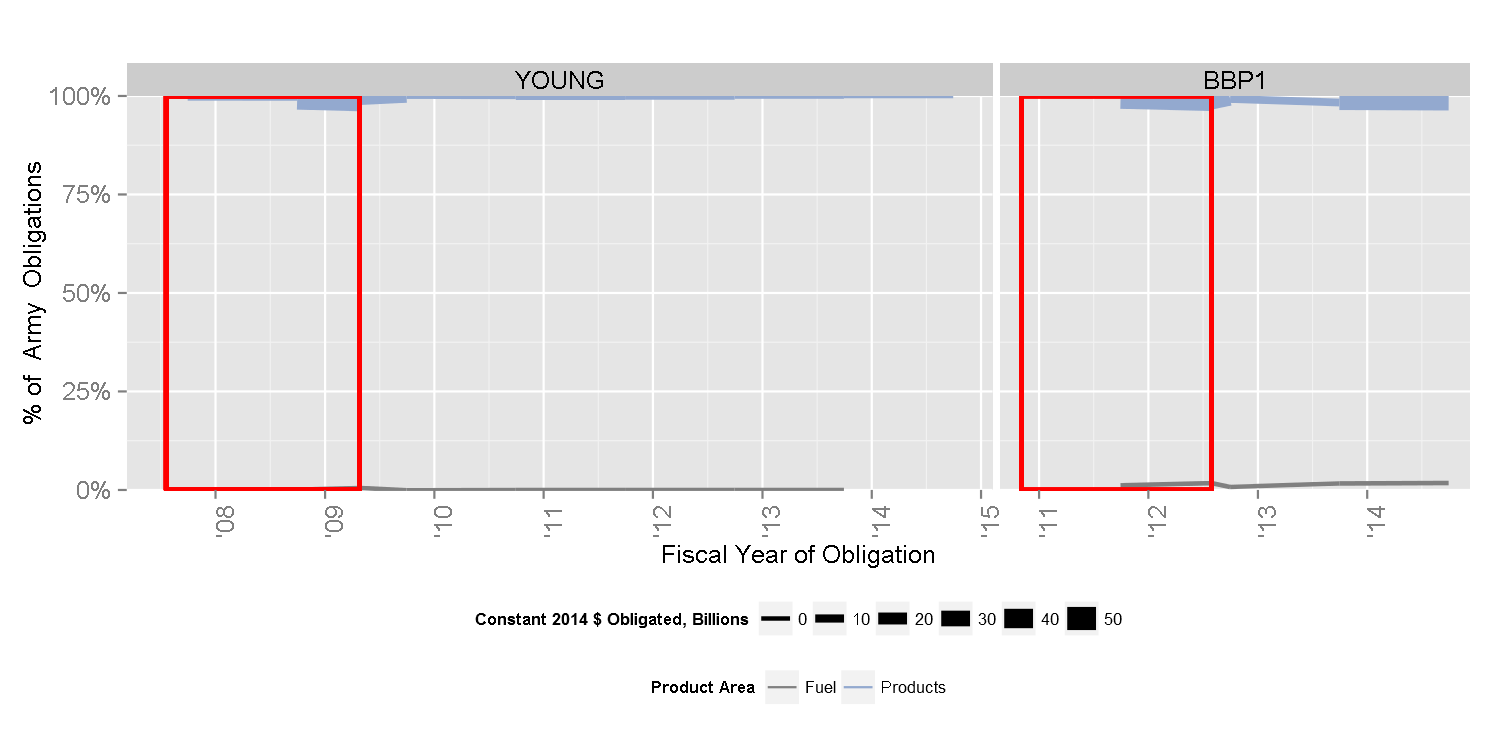 YOUNG BBP1
100%
75%
50%
25%
0%
% of Army Obligations
'08 '09 '10 '11 '12 '13 '14 '15 '11 '12 '13 '14
Fiscal Year of Obligation
Constant 2014 $ Obligated, Billions 0 10 20 30 40 50
Product Area Fuel Products